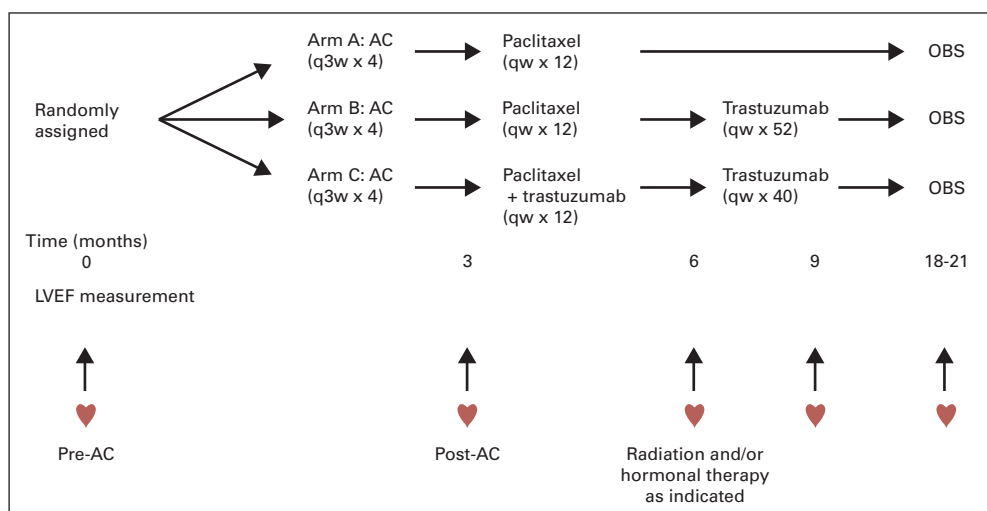 Arm A: AC
(q3w x 4)
Paclitaxel
(qw x 12)
OBS
Randomly
assigned
Arm B: AC
(q3w x 4)
Paclitaxel
(qw x 12)
Trastuzumab
(qw x 52)
OBS
Arm C: AC
(q3w x 4)
Paclitaxel
+ trastuzumab
(qw x 12)
Trastuzumab
(qw x 40)
OBS
Time (months)
0
3
6
9
18-21
LVEF measurement
Pre-AC
Post-AC
Radiation and/or
hormonal therapy
as indicated